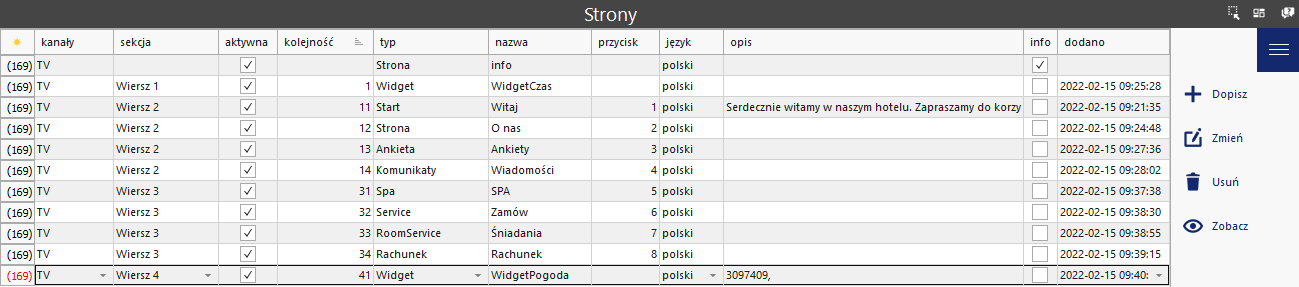 Strony
kanały sekcja aktywna kolejność typ nazwa przycisk język opis info dodano
(169) TV Strona info polski
(169) TV Wiersz 1 1 Widget WidgetCzas polski 2022-02-15 09:25:28
(169) TV Wiersz 2 11 Start Witaj 1 polski Serdecznie witamy w naszym hotelu. Zapraszamy do korzy 2022-02-15 09:21:35
(169) TV Wiersz 2 12 Strona O nas 2 polski 2022-02-15 09:24:48
(169) TV Wiersz 2 13 Ankieta Ankiety 3 polski 2022-02-15 09:27:36
(169) TV Wiersz 2 14 Komunikaty Wiadomości 4 polski 2022-02-15 09:28:02
(169) TV Wiersz 3 31 Spa SPA 5 polski 2022-02-15 09:37:38
(169) TV Wiersz 3 32 Service Zamów 6 polski 2022-02-15 09:38:30
(169) TV Wiersz 3 33 RoomService Śniadania 7 polski 2022-02-15 09:38:55
(169) TV Wiersz 3 34 Rachunek Rachunek 8 polski 2022-02-15 09:39:15
(169) TV Wiersz 4 41 Widget WidgetPogoda polski 3097409, 2022-02-15 09:40:
Dopisz
Zmień
Usuń
Zobacz